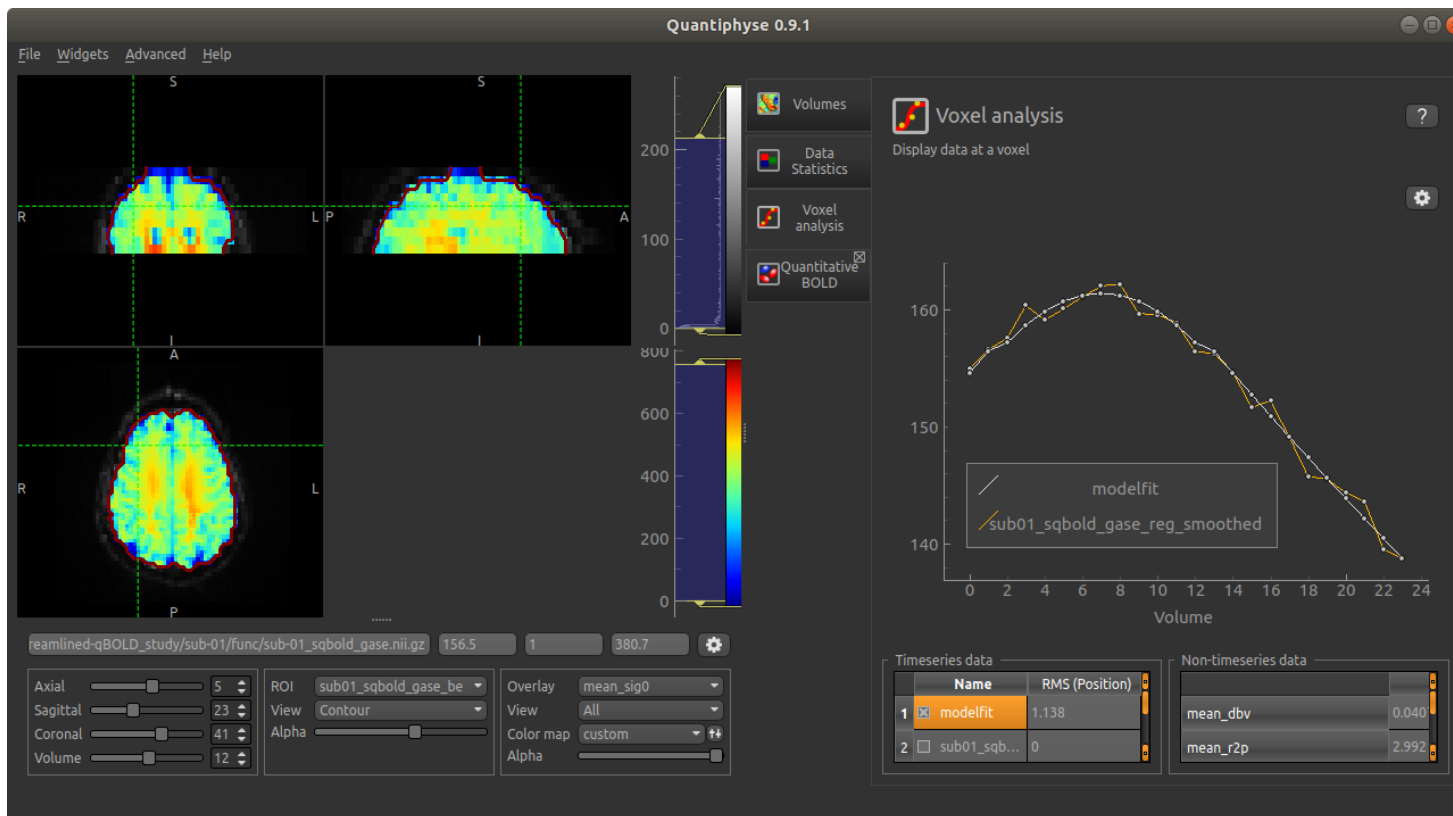 Quantiphyse 0.9.1
File Widgets Advanced Help
S
S
R
L
P
A
I
I
A
R
L
P
200
100
0
800
600
400
200
0
Volumes
Data
Statistics
Voxel
analysis
Quantitative
BOLD
Voxel analysis
?
Display data at a voxel
160
150
140
modelfit
sub01_sqbold_gase_reg_smoothed
0 2 4 6 8 10 12 14 16 18 20 22 24
Volume
reamlined-qBOLD_study/sub-01/func/sub-01_sqbold_gase.nii.gz 156.5 1 380.7
Axial 5
Sagittal 23
Coronal 41
Volume 12
ROI sub01_sqbold_gase_be
View Contour
Alpha
Overlay mean_sig0
View All
Color map custom
Alpha
Timeseries data
Name RMS (Position)
1 modelfit 1.138
2 sub01_sqb... 0
Non-timeseries data
mean_dbv 0.040
mean_r2p 2.992